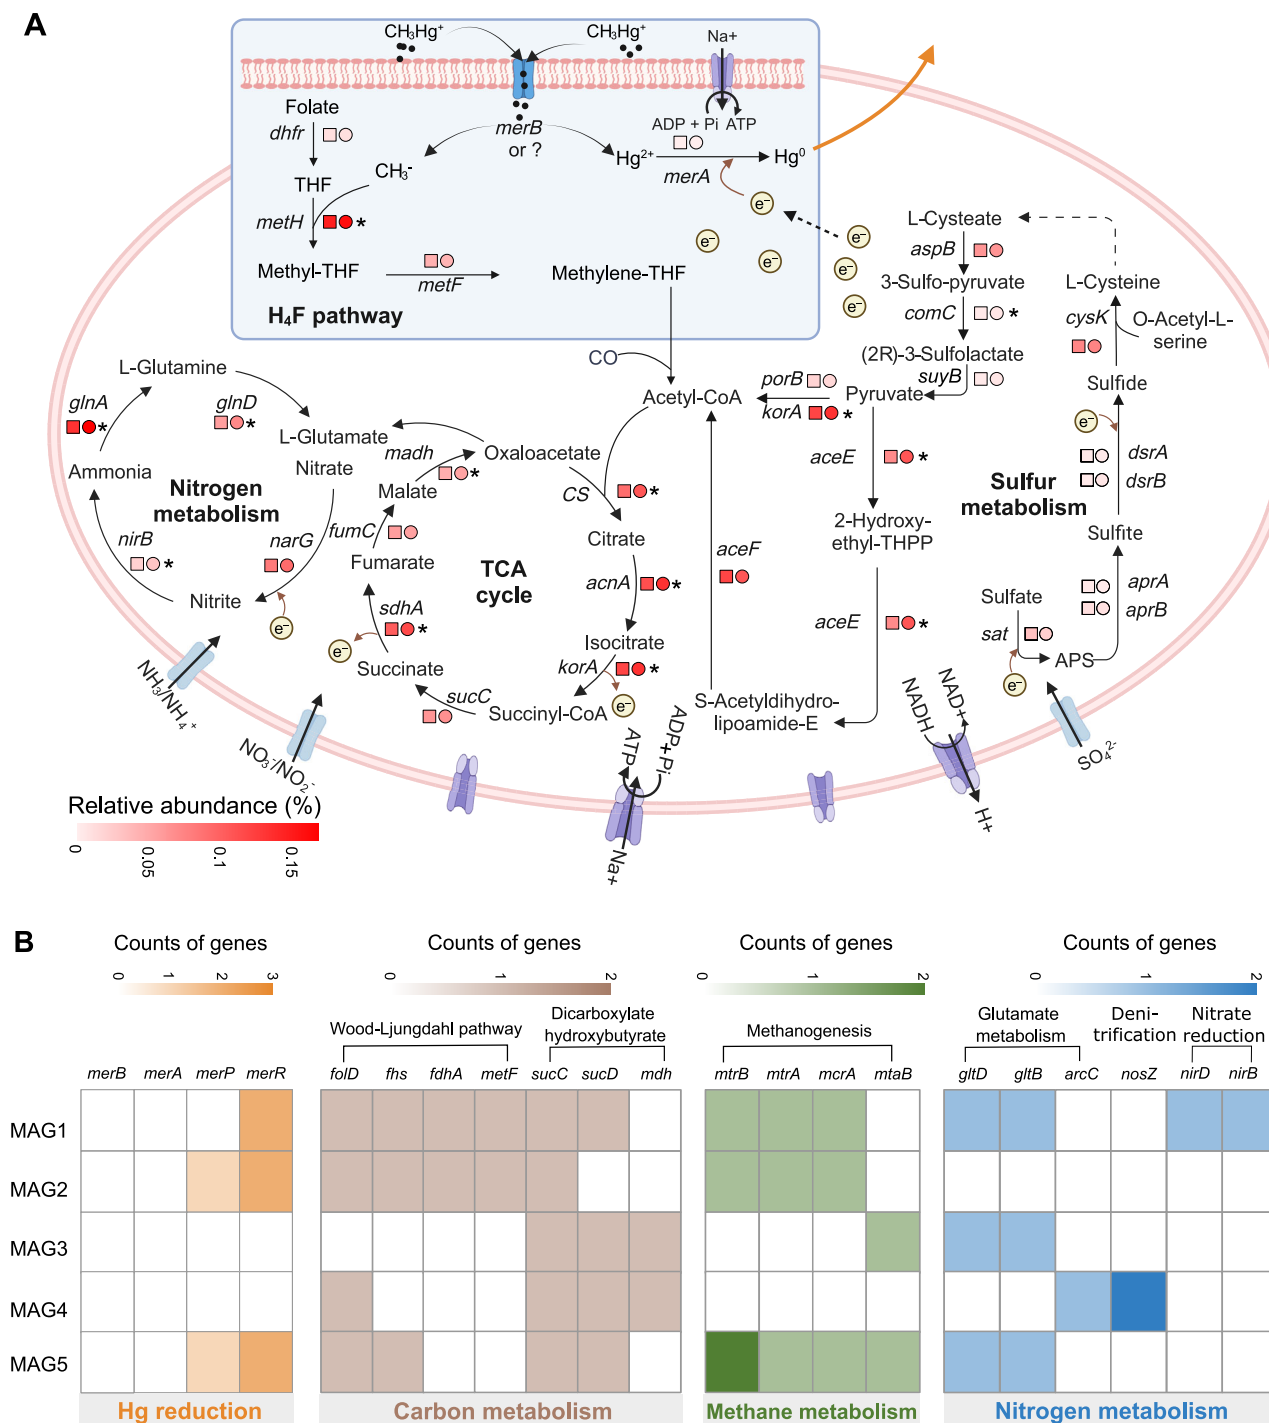 A
CH3Hg+
CH3Hg+
Na+
Folate
dhfr
ADP + Pi ATP
merB
or ?
Hg2+
Hg0
merA
CH3-
THF
metH
*
e−
Methyl-THF
metF
Methylene-THF
H4F pathway
e−
e−
e−
e−
e−
L-Cysteate
aspB
3-Sulfo-pyruvate
comC
*
(2R)-3-Sulfolactate
suyB
L-Cysteine
cysK
O-Acetyl-L-
serine
Sulfide
e−
dsrA
dsrB
Sulfur
metabolism
Sulfite
aprA
aprB
Sulfate
sat
APS
e−
SO4 2-
CO
Acetyl-CoA
porB
korA
*
Pyruvate
aceE
*
2-Hydroxy-
ethyl-THPP
aceF
aceE
*
S-Acetyldihydro-
lipoamide-E
NADH
NAD+
H+
L-Glutamine
glnA
*
glnD
*
L-Glutamate
Ammonia
Nitrate
Nitrogen
metabolism
nirB
*
narG
Nitrite
e−
NH3/NH4+
NO3-/NO2-
madh
*
Oxaloacetate
Malate
CS
*
fumC
Citrate
Fumarate
TCA
cycle
acnA
*
sdhA
*
e−
Isocitrate
Succinate
korA
*
sucC
Succinyl-CoA
e−
ATP
ADP+Pi
Na+
Relative abundance (%)
0
0.05
0.1
0.15
B
Counts of genes
0
1
2
3
Counts of genes
0
1
2
Counts of genes
0
1
2
Counts of genes
0
1
2
Wood-Ljungdahl pathway
Dicarboxylate
hydroxybutyrate
Methanogenesis
Glutamate
metabolism
Deni-
trification
Nitrate
reduction
merB merA merP merR folD fhs fdhA metF sucC sucD mdh mtrB mtrA mcrA mtaB gltD gltB arcC nosZ nirD nirB
MAG1
MAG2
MAG3
MAG4
MAG5
Hg reduction
Carbon metabolism
Methane metabolism
Nitrogen metabolism